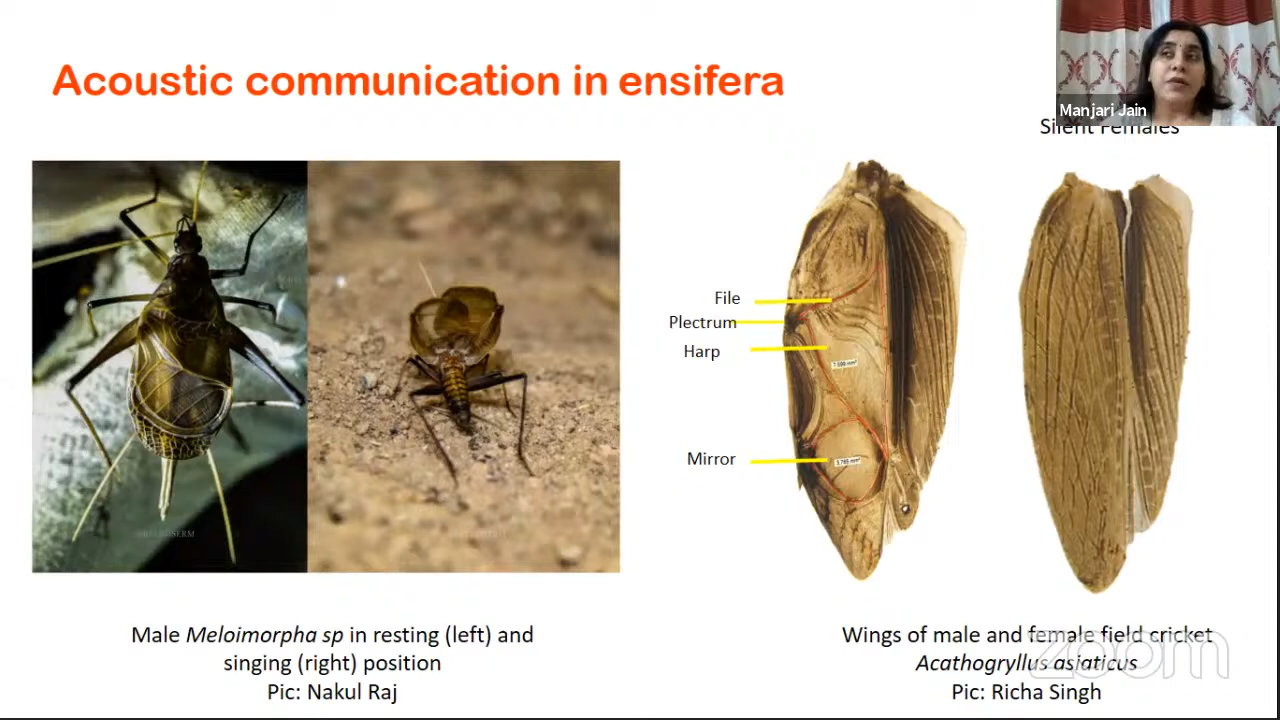 Acoustic communication in ensifera
Manjari Jain
Silent Females
File
Plectrum
Harp
Mirror
Male Meloimorpha sp in resting (left) and
singing (right) position
Pic: Nakul Raj
Wings of male and female field cricket
Acathogryllus asiaticus
Pic: Richa Singh
zoom